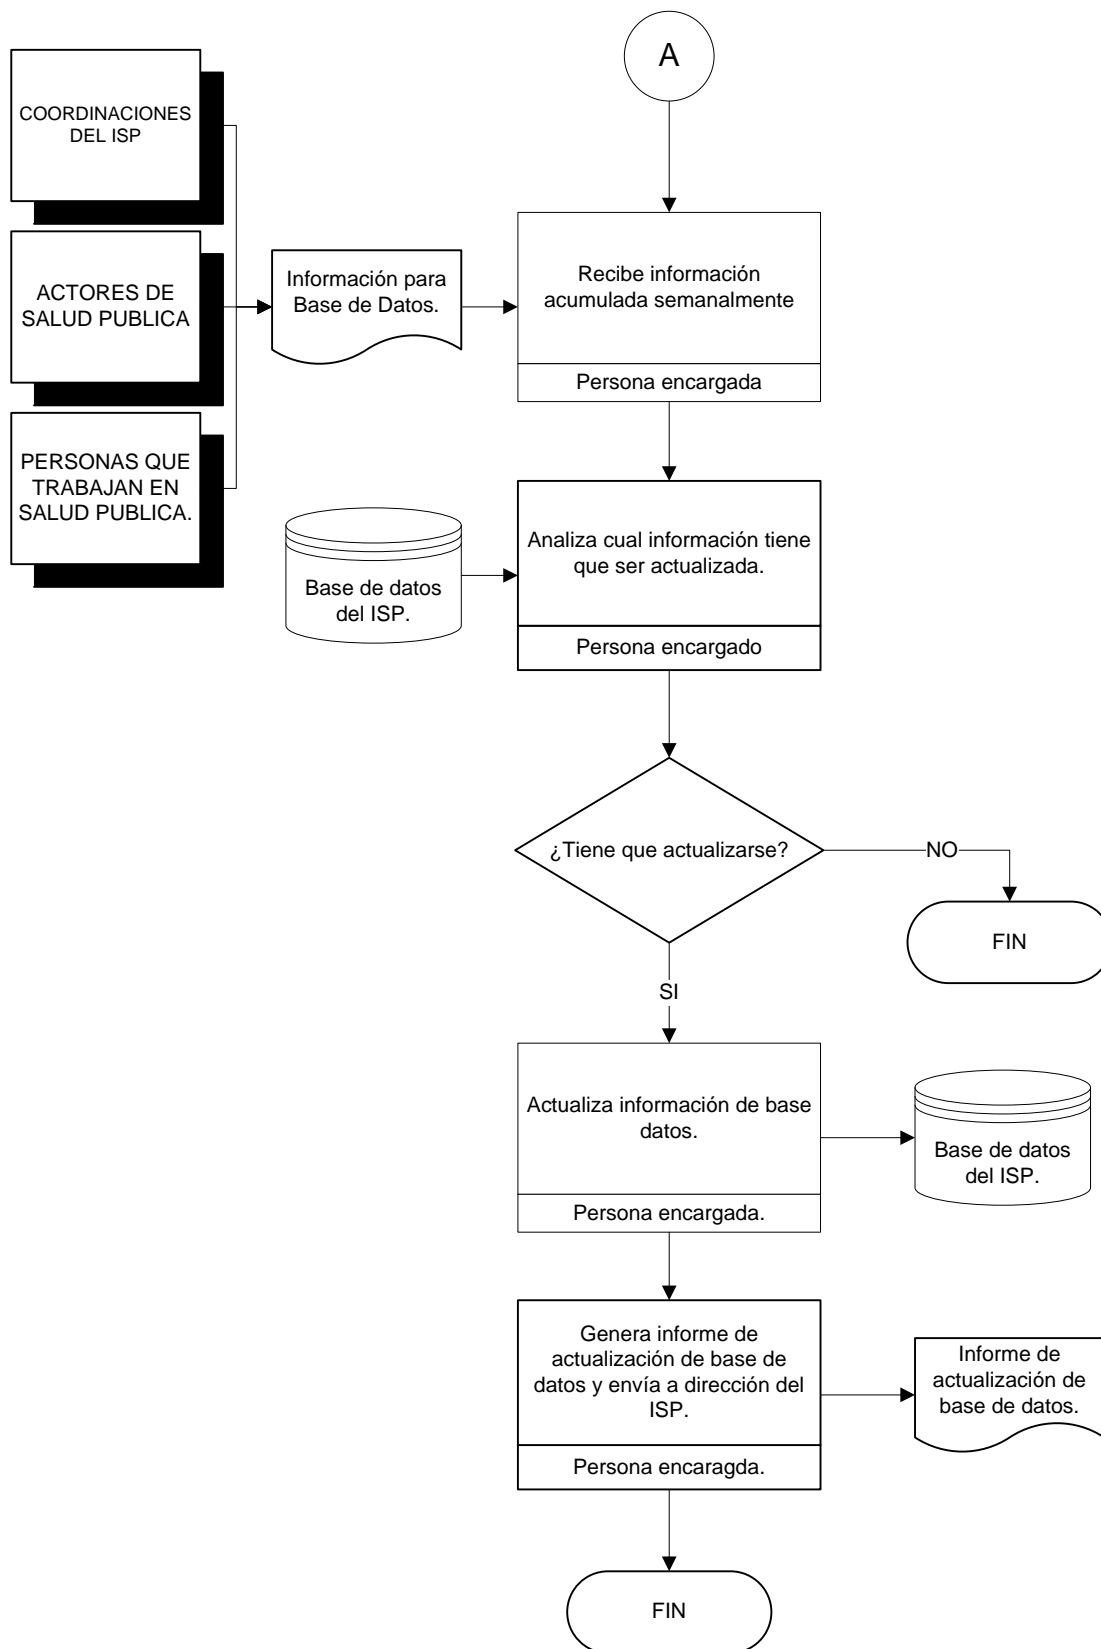 A
COORDINACIONES
DEL ISP
ACTORES DE
SALUD PUBLICA
PERSONAS QUE
TRABAJAN EN
SALUD PUBLICA.
Información para
Base de Datos.
Recibe información
acumulada semanalmente
Persona encargada
Base de datos
del ISP.
Analiza cual información tiene
que ser actualizada.
Persona encargado
¿Tiene que actualizarse?
NO
FIN
SI
Actualiza información de base
datos.
Persona encargada.
Base de datos
del ISP.
Genera informe de
actualización de base de
datos y envía a dirección del
ISP.
Persona encaragda.
Informe de
actualización de
base de datos.
FIN